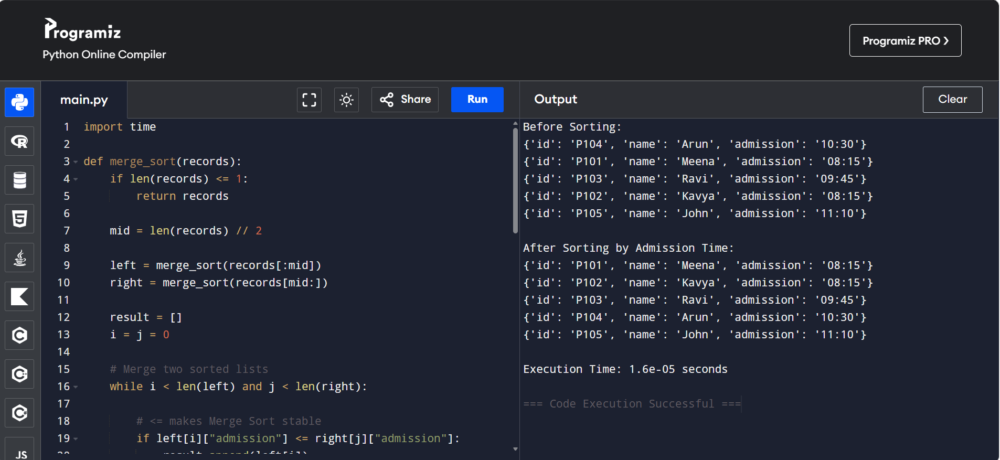 Programiz
Python Online Compiler
Programiz PRO ❯
main.py
Share
Run
Output
Clear
1 import time
2
3 def merge_sort(records):
4     if len(records) <= 1:
5         return records
6
7     mid = len(records) // 2
8
9     left = merge_sort(records[:mid])
10     right = merge_sort(records[mid:])
11
12     result = []
13     i = j = 0
14
15     # Merge two sorted lists
16     while i < len(left) and j < len(right):
17
18         # <= makes Merge Sort stable
19         if left[i]["admission"] <= right[j]["admission"]:
20             result.append(left[i])
Before Sorting:
{'id': 'P104', 'name': 'Arun', 'admission': '10:30'}
{'id': 'P101', 'name': 'Meena', 'admission': '08:15'}
{'id': 'P103', 'name': 'Ravi', 'admission': '09:45'}
{'id': 'P102', 'name': 'Kavya', 'admission': '08:15'}
{'id': 'P105', 'name': 'John', 'admission': '11:10'}

After Sorting by Admission Time:
{'id': 'P101', 'name': 'Meena', 'admission': '08:15'}
{'id': 'P102', 'name': 'Kavya', 'admission': '08:15'}
{'id': 'P103', 'name': 'Ravi', 'admission': '09:45'}
{'id': 'P104', 'name': 'Arun', 'admission': '10:30'}
{'id': 'P105', 'name': 'John', 'admission': '11:10'}

Execution Time: 1.6e-05 seconds

=== Code Execution Successful ===
R
5
C
C++
C#
JS